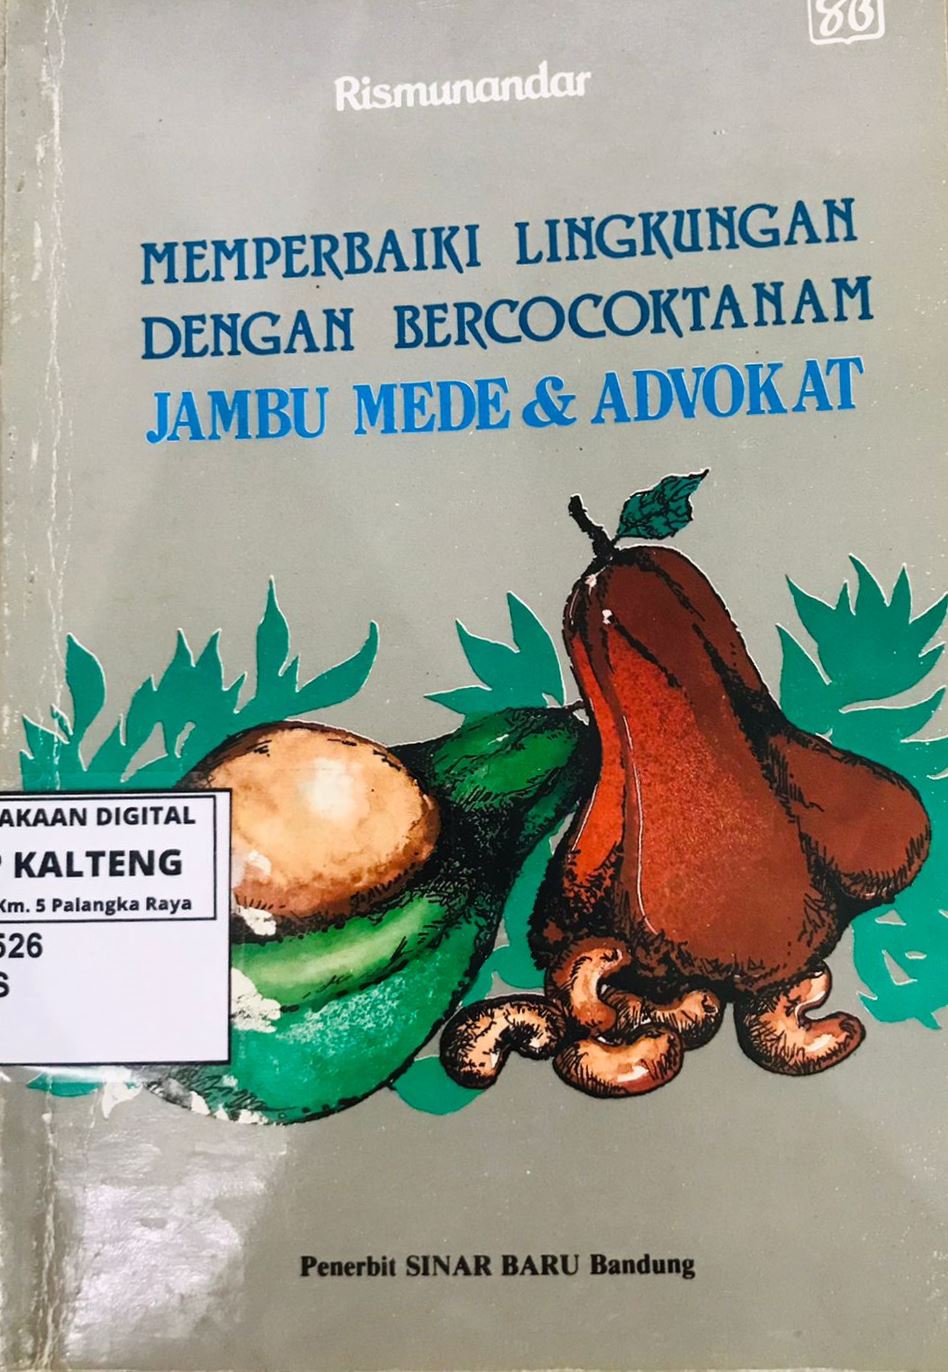 Rismunandar
MEMPERBAIKI LINGKUNGAN
DENGAN BERCOCOKTANAM
JAMBU MEDE & ADVOKAT
AKAAN DIGITAL
KALTENG
Km. 5 Palangka Raya
526
S
Penerbit SINAR BARU Bandung